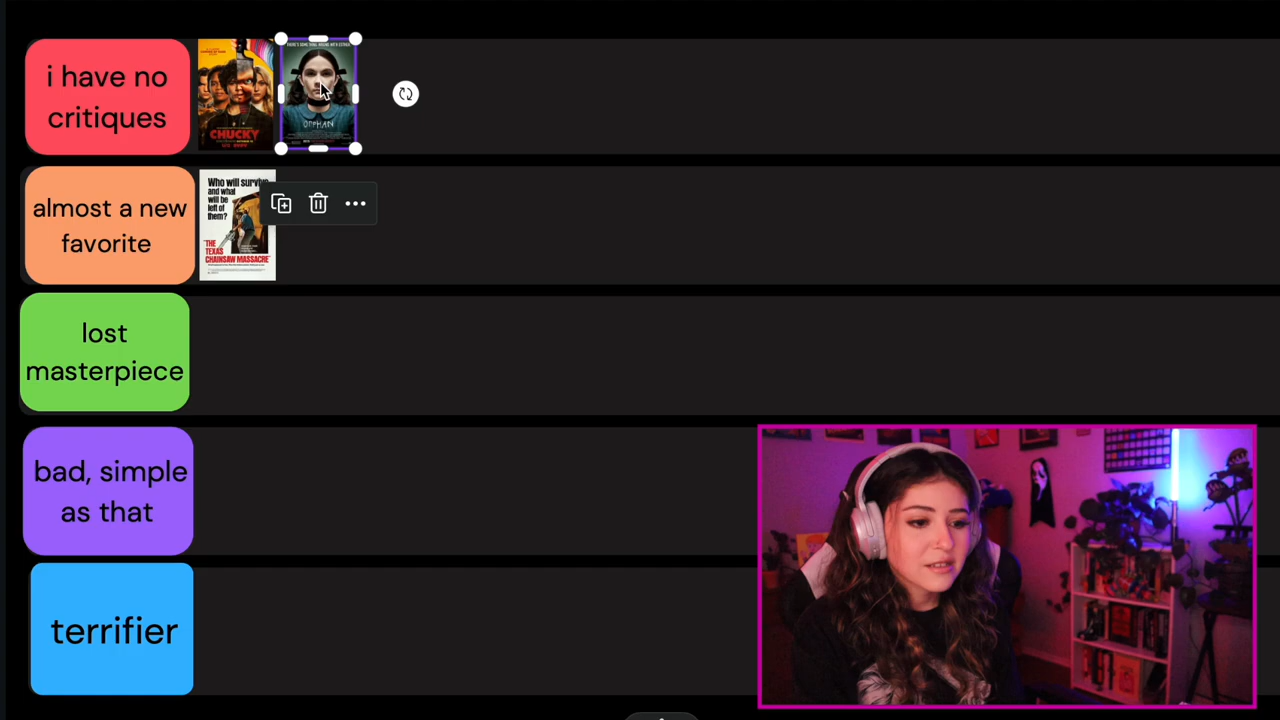 i have no
critiques
CHUCKY
ORPHAN
almost a new
favorite
Who will survive
and what
will be
left of
them?
"THE
TEXAS
CHAINSAW MASSACRE"
lost
masterpiece
bad, simple
as that
terrifier